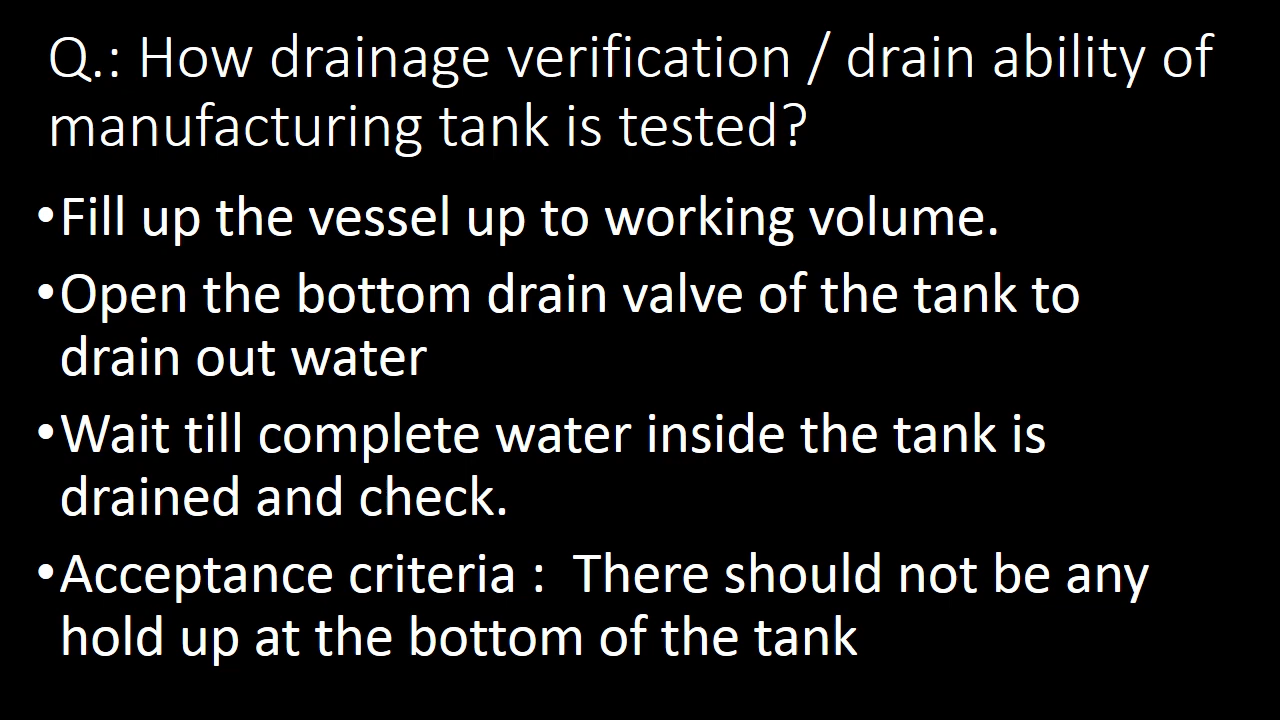 Q.: How drainage verification / drain ability of
manufacturing tank is tested?
•Fill up the vessel up to working volume.
•Open the bottom drain valve of the tank to
drain out water
•Wait till complete water inside the tank is
drained and check.
•Acceptance criteria :  There should not be any
hold up at the bottom of the tank